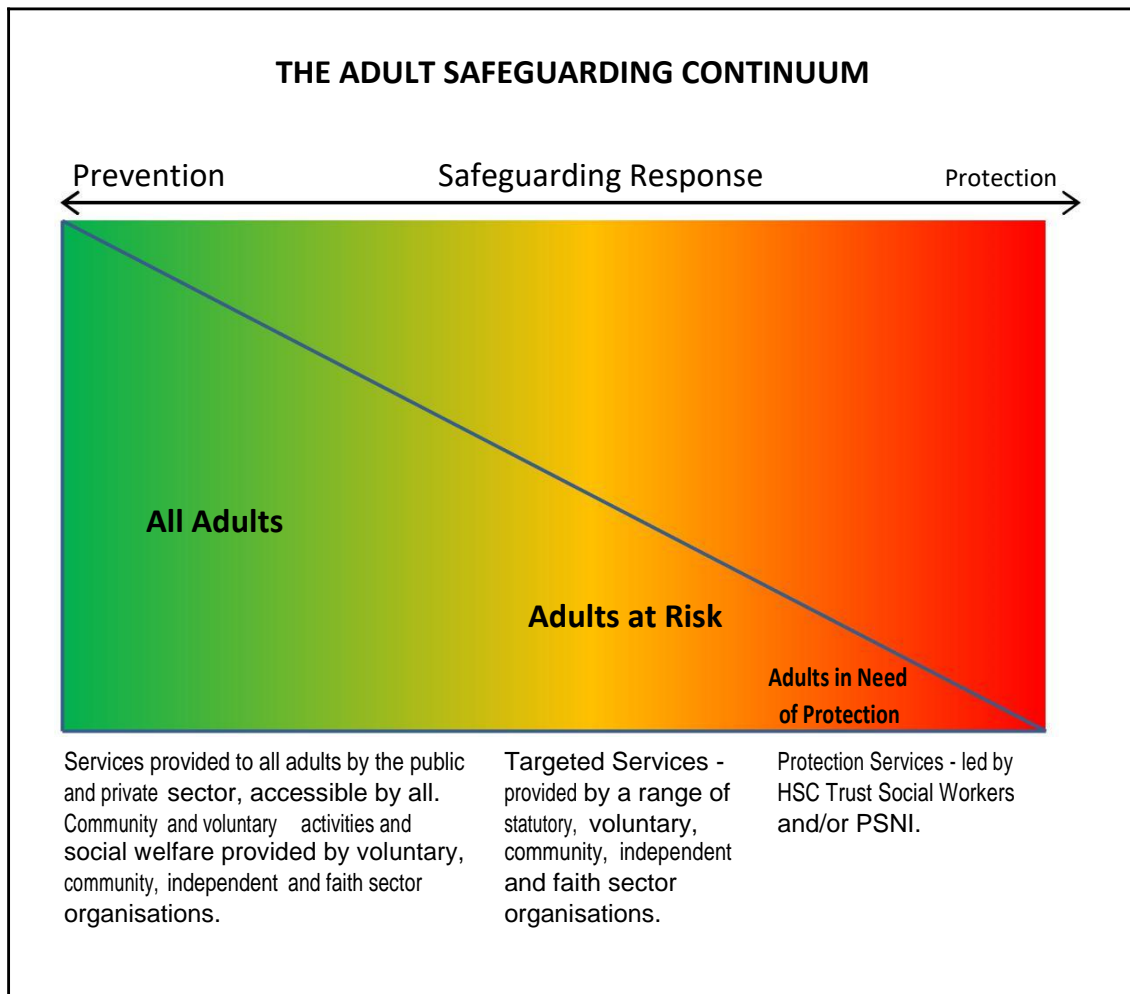 THE ADULT SAFEGUARDING CONTINUUM
Prevention Safeguarding Response Protection
All Adults
Adults at Risk
Adults in Need
of Protection
Services provided to all adults by the public
and private sector, accessible by all.
Community and voluntary activities and
social welfare provided by voluntary,
community, independent and faith sector
organisations.
Targeted Services -
provided by a range of
statutory, voluntary,
community, independent
and faith sector
organisations.
Protection Services - led by
HSC Trust Social Workers
and/or PSNI.